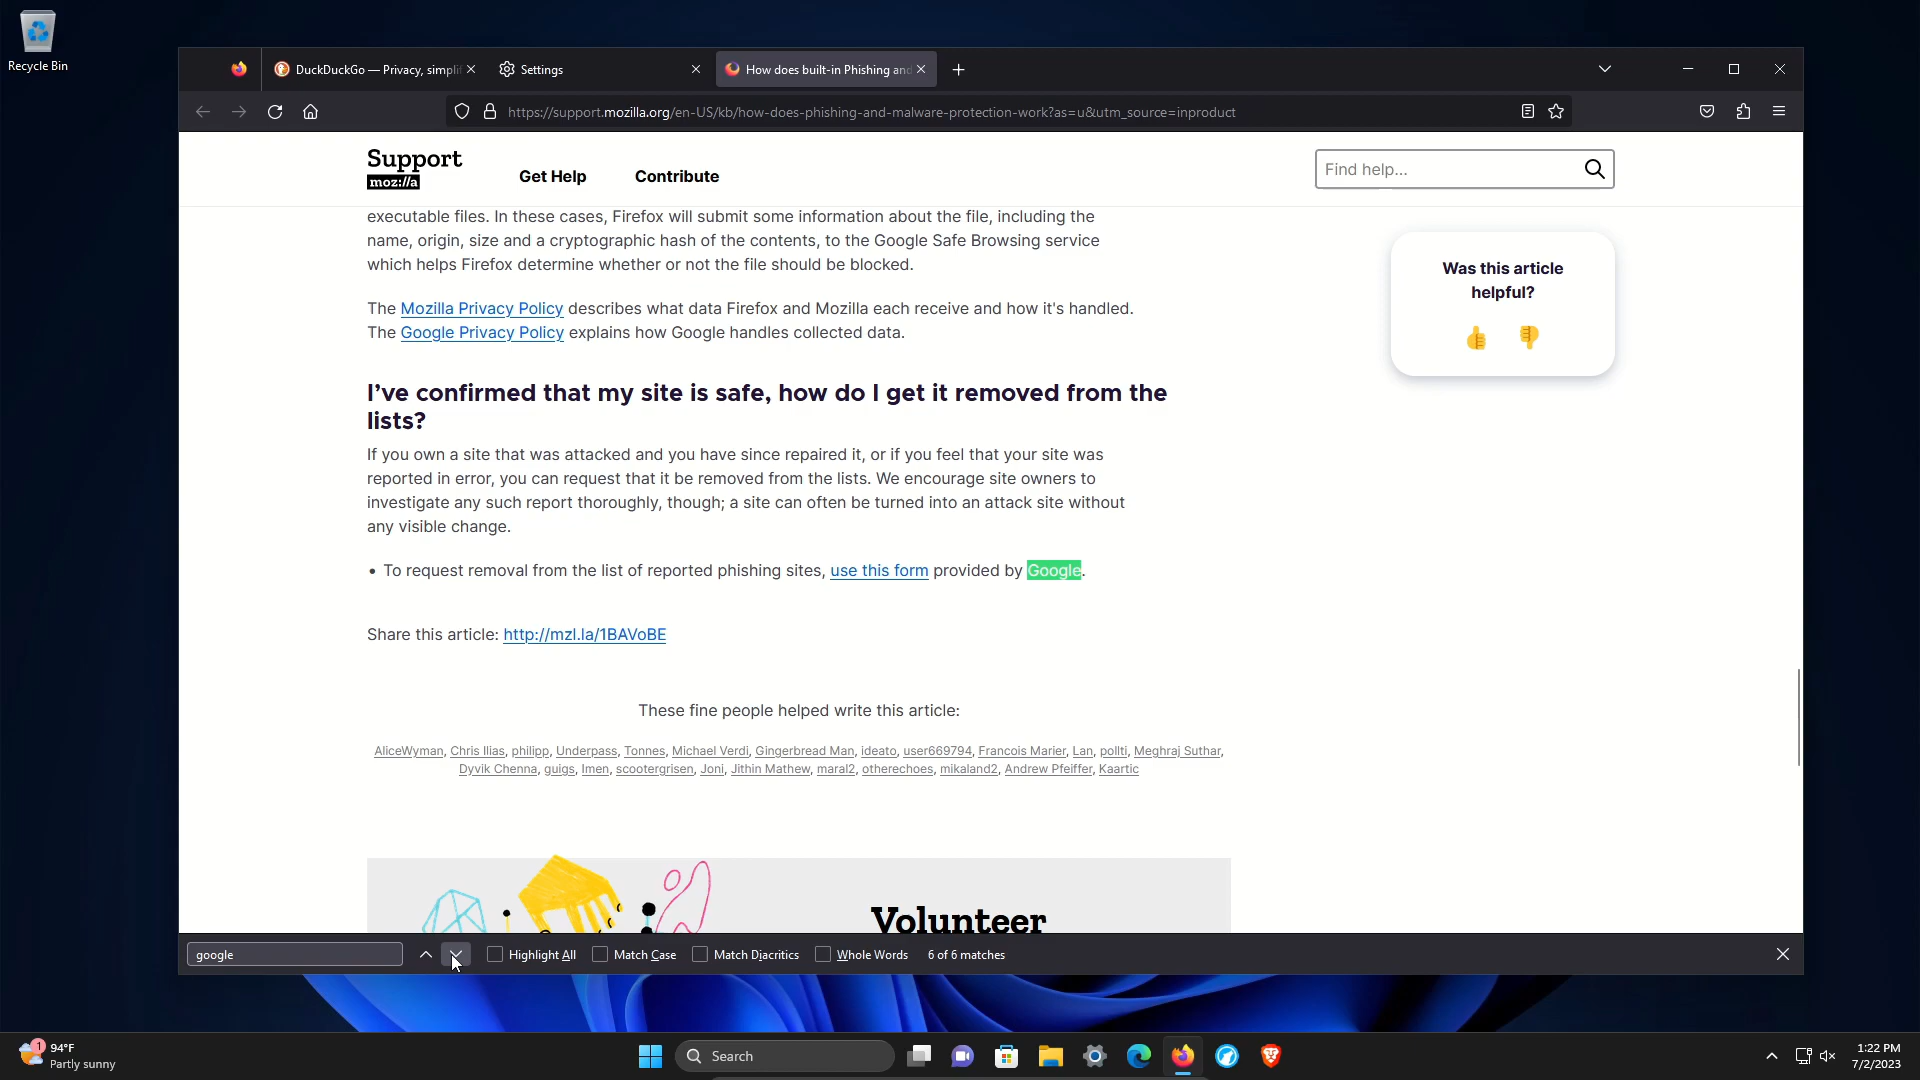 Recycle Bin
DuckDuckGo — Privacy, simplif
Settings
How does built-in Phishing and
https://support.mozilla.org/en-US/kb/how-does-phishing-and-malware-protection-work?as=u&utm_source=inproduct
Support
moz://a
Get Help
Contribute
Find help...
executable files. In these cases, Firefox will submit some information about the file, including the
name, origin, size and a cryptographic hash of the contents, to the Google Safe Browsing service
which helps Firefox determine whether or not the file should be blocked.
The Mozilla Privacy Policy describes what data Firefox and Mozilla each receive and how it's handled.
The Google Privacy Policy explains how Google handles collected data.
Was this article
helpful?
I’ve confirmed that my site is safe, how do I get it removed from the
lists?
If you own a site that was attacked and you have since repaired it, or if you feel that your site was
reported in error, you can request that it be removed from the lists. We encourage site owners to
investigate any such report thoroughly, though; a site can often be turned into an attack site without
any visible change.
• To request removal from the list of reported phishing sites, use this form provided by Google.
Share this article: http://mzl.la/1BAVoBE
These fine people helped write this article:
AliceWyman, Chris Ilias, philipp, Underpass, Tonnes, Michael Verdi, Gingerbread Man, ideato, user669794, Francois Marier, Lan, pollti, Meghraj Suthar,
Dyvik Chenna, guigs, Imen, scootergrisen, Joni, Jithin Mathew, maral2, otherechoes, mikaland2, Andrew Pfeiffer, Kaartic
Volunteer
google
Highlight All
Match Case
Match Diacritics
Whole Words
6 of 6 matches
1
94°F
Partly sunny
Search
1:22 PM
7/2/2023